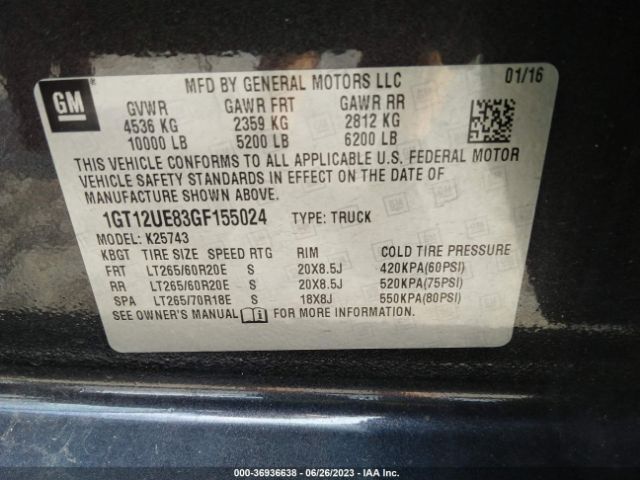 GM
MFD BY GENERAL MOTORS LLC 01/16
GVWR GAWR FRT GAWR RR
4536 KG 2359 KG 2812 KG
10000 LB 5200 LB 6200 LB
THIS VEHICLE CONFORMS TO ALL APPLICABLE U.S. FEDERAL MOTOR
VEHICLE SAFETY STANDARDS IN EFFECT ON THE DATE OF
MANUFACTURE SHOWN ABOVE.
1GT12UE83GF155024 TYPE: TRUCK
MODEL: K25743
KBGT TIRE SIZE SPEED RTG RIM COLD TIRE PRESSURE
FRT LT265/60R20E S 20X8.5J 420KPA(60PSI)
RR LT265/60R20E S 20X8.5J 520KPA(75PSI)
SPA LT265/70R18E S 18X8J 550KPA(80PSI)
SEE OWNER'S MANUAL FOR MORE INFORMATION.
000-36936638 - 06/26/2023 - IAA Inc.